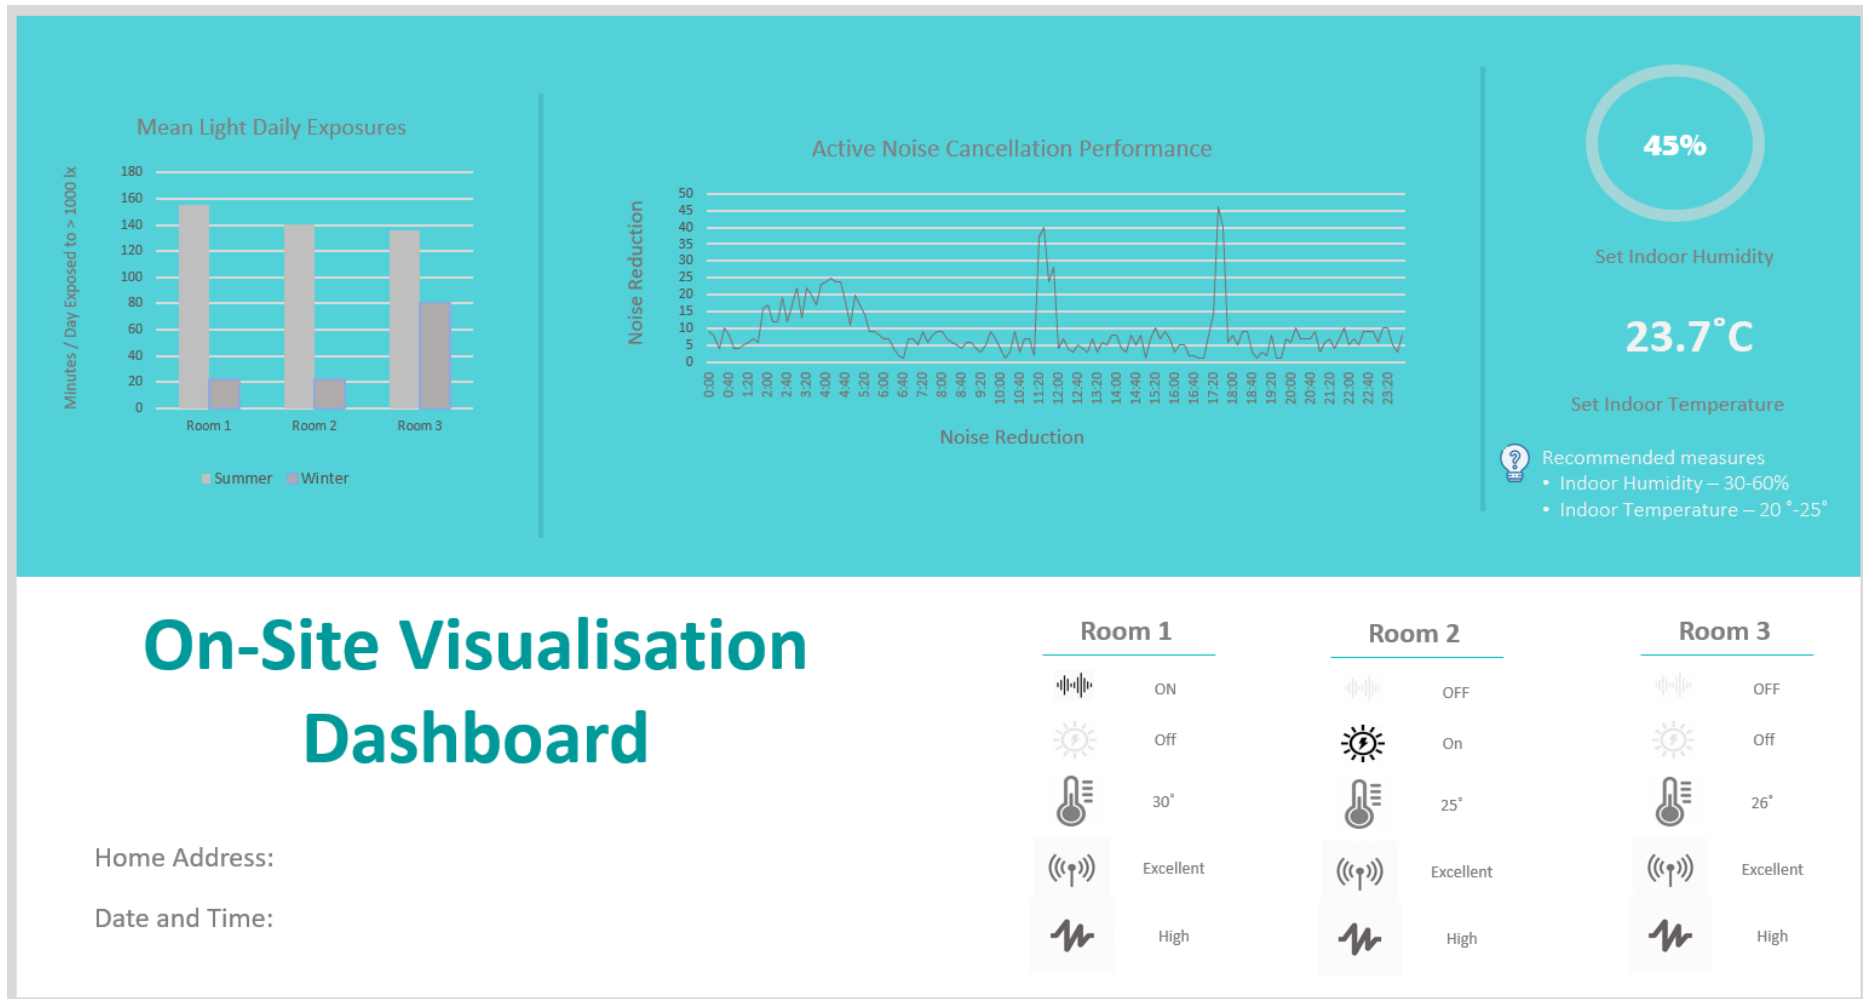 Mean Light Daily Exposures
Minutes / Day Exposed to > 1000 lx
180
160
140
120
100
80
60
40
20
0
Room 1 Room 2 Room 3
Summer Winter
Active Noise Cancellation Performance
Noise Reduction
50
45
40
35
30
25
20
15
10
5
0
0:00 0:40 1:20 2:00 2:40 3:20 4:00 4:40 5:20 6:00 6:40 7:20 8:00 8:40 9:20 10:00 10:40 11:20 12:00 12:40 13:20 14:00 14:40 15:20 16:00 16:40 17:20 18:00 18:40 19:20 20:00 20:40 21:20 22:00 22:40 23:20
Noise Reduction
45%
Set Indoor Humidity
23.7˚C
Set Indoor Temperature
?
Recommended measures
• Indoor Humidity – 30-60%
• Indoor Temperature – 20 ˚-25˚
On-Site Visualisation
Dashboard
Home Address:
Date and Time:
Room 1
ON
Off
30˚
Excellent
High
Room 2
OFF
On
25˚
Excellent
High
Room 3
OFF
Off
26˚
Excellent
High